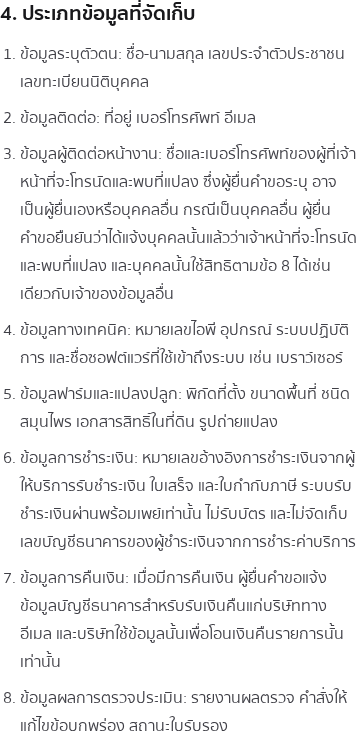 4. ประเภทข้อมูลที่จัดเก็บ
1. ข้อมูลระบุตัวตน: ชื่อ-นามสกุล เลขประจำตัวประชาชน
เลขทะเบียนนิติบุคคล
2. ข้อมูลติดต่อ: ที่อยู่ เบอร์โทรศัพท์ อีเมล
3. ข้อมูลผู้ติดต่อหน้างาน: ชื่อและเบอร์โทรศัพท์ของผู้ที่เจ้า
หน้าที่จะโทรนัดและพบที่แปลง ซึ่งผู้ยื่นคำขอระบุ อาจ
เป็นผู้ยื่นเองหรือบุคคลอื่น กรณีเป็นบุคคลอื่น ผู้ยื่น
คำขอยืนยันว่าได้แจ้งบุคคลนั้นแล้วว่าเจ้าหน้าที่จะโทรนัด
และพบที่แปลง และบุคคลนั้นใช้สิทธิตามข้อ 8 ได้เช่น
เดียวกับเจ้าของข้อมูลอื่น
4. ข้อมูลทางเทคนิค: หมายเลขไอพี อุปกรณ์ ระบบปฏิบัติ
การ และชื่อซอฟต์แวร์ที่ใช้เข้าถึงระบบ เช่น เบราว์เซอร์
5. ข้อมูลฟาร์มและแปลงปลูก: พิกัดที่ตั้ง ขนาดพื้นที่ ชนิด
สมุนไพร เอกสารสิทธิ์ในที่ดิน รูปถ่ายแปลง
6. ข้อมูลการชำระเงิน: หมายเลขอ้างอิงการชำระเงินจากผู้
ให้บริการรับชำระเงิน ใบเสร็จ และใบกำกับภาษี ระบบรับ
ชำระเงินผ่านพร้อมเพย์เท่านั้น ไม่รับบัตร และไม่จัดเก็บ
เลขบัญชีธนาคารของผู้ชำระเงินจากการชำระค่าบริการ
7. ข้อมูลการคืนเงิน: เมื่อมีการคืนเงิน ผู้ยื่นคำขอแจ้ง
ข้อมูลบัญชีธนาคารสำหรับรับเงินคืนแก่บริษัททาง
อีเมล และบริษัทใช้ข้อมูลนั้นเพื่อโอนเงินคืนรายการนั้น
เท่านั้น
8. ข้อมูลผลการตรวจประเมิน: รายงานผลตรวจ คำสั่งให้
แก้ไขข้อบกพร่อง สถานะใบรับรอง